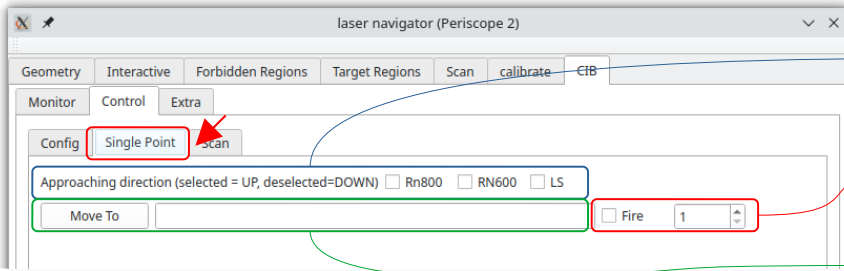 laser navigator (Periscope 2)
Geometry Interactive Forbidden Regions Target Regions Scan calibrate CIB
Monitor Control Extra
Config Single Point Scan
Approaching direction (selected = UP, deselected=DOWN) Rn800 RN600 LS
Move To Fire 1